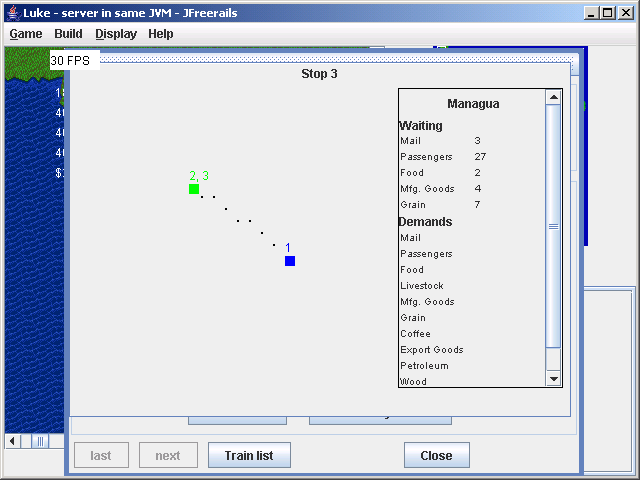 Luke - server in same JVM - JFreerails
Game Build Display Help
30 FPS
Stop 3
Managua
Waiting
Mail 3
Passengers 27
Food 2
Mfg. Goods 4
Grain 7
Demands
Mail
Passengers
Food
Livestock
Mfg. Goods
Grain
Coffee
Export Goods
Petroleum
Wood
2, 3
1
last next Train list Close